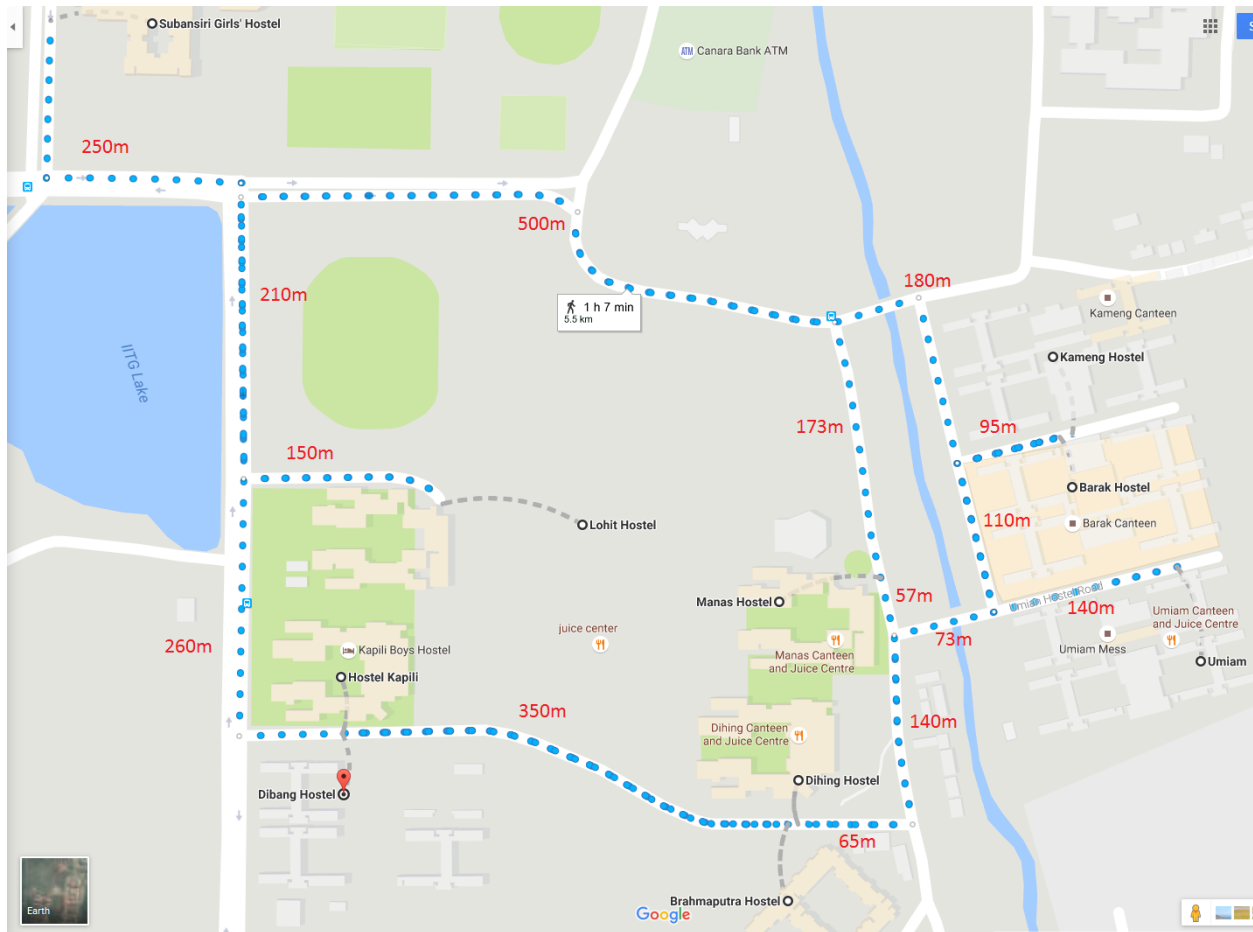 Subansiri Girls' Hostel
S
ATM Canara Bank ATM
250m
500m
180m
210m
1 h 7 min
5.5 km
Kameng Canteen
Kameng Hostel
IITG Lake
173m
95m
150m
Barak Hostel
Lohit Hostel
110m
Barak Canteen
Manas Hostel
57m
Umiam Hostel Road
140m
Umiam Canteen
and Juice Centre
juice center
73m
260m
Kapili Boys Hostel
Manas Canteen
and Juice Centre
Umiam Mess
Umiam
Hostel Kapili
350m
140m
Dihing Canteen
and Juice Centre
Dihing Hostel
Dibang Hostel
65m
Brahmaputra Hostel
Earth
Google